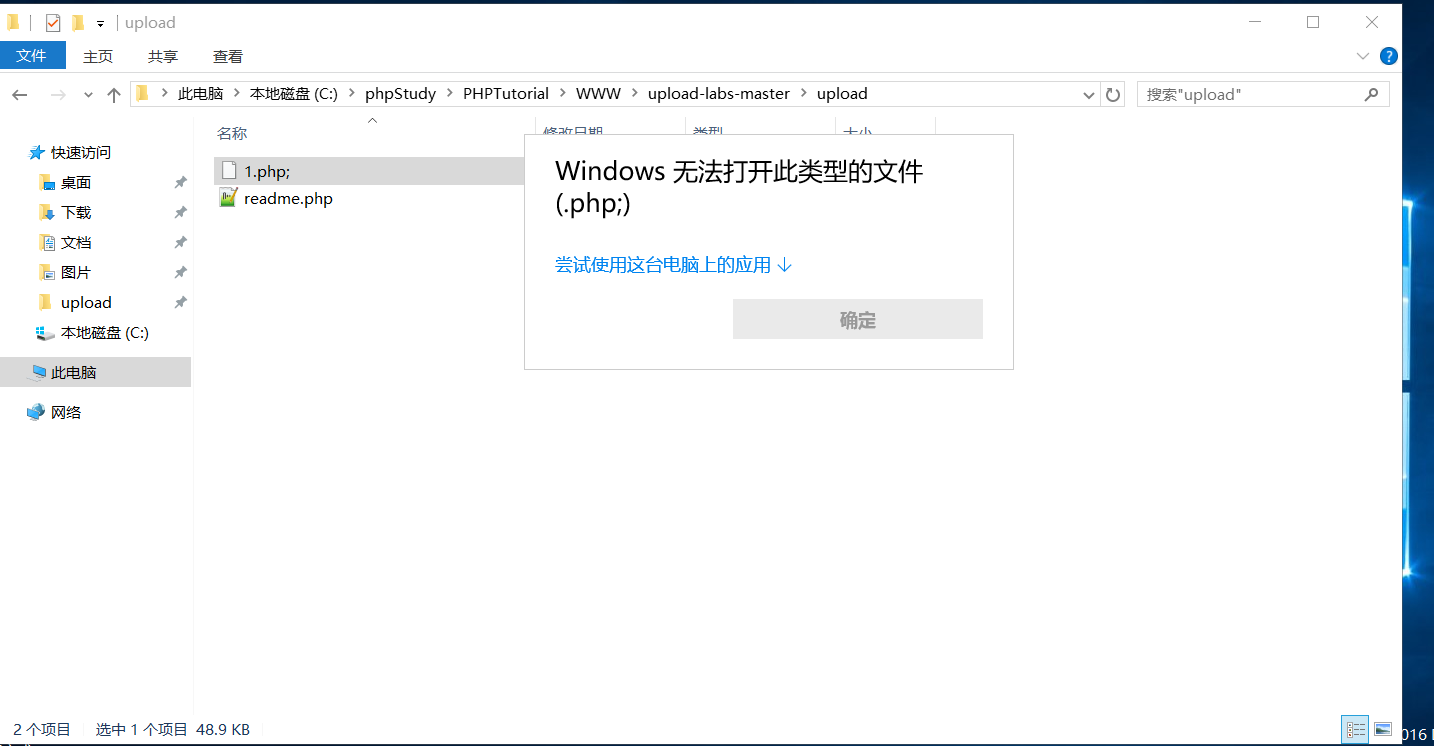 upload
文件 主页 共享 查看
此电脑 本地磁盘 (C:) phpStudy PHPTutorial WWW upload-labs-master upload 搜索"upload"
名称 修改日期 类型 大小
快速访问
桌面
下载
文档
图片
upload
本地磁盘 (C:)
此电脑
网络
1.php;
readme.php
Windows 无法打开此类型的文件
(.php;)
尝试使用这台电脑上的应用
确定
2 个项目 选中 1 个项目 48.9 KB